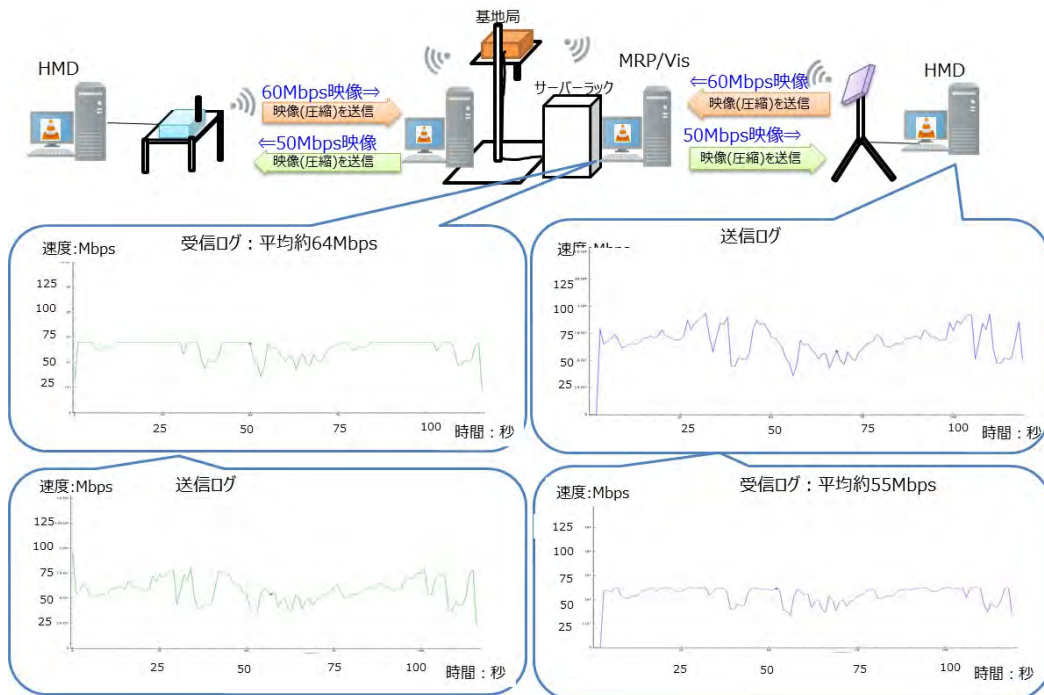 基地局
HMD
MRP/Vis
HMD
サーバーラック
60Mbps映像⇒
映像(圧縮)を送信
⇐50Mbps映像
映像(圧縮)を送信
⇐60Mbps映像
映像(圧縮)を送信
50Mbps映像⇒
映像(圧縮)を送信
受信ログ:平均約64Mbps
速度:Mbps
125
100
75
50
25
25
50
75
100
時間:秒
送信ログ
速度:Mbps
125
100
75
50
25
25
50
75
100
時間:秒
送信ログ
速度:Mbps
125
100
75
50
25
25
50
75
100
時間:秒
受信ログ:平均約55Mbps
速度:Mbps
125
100
75
50
25
25
50
75
100
時間:秒